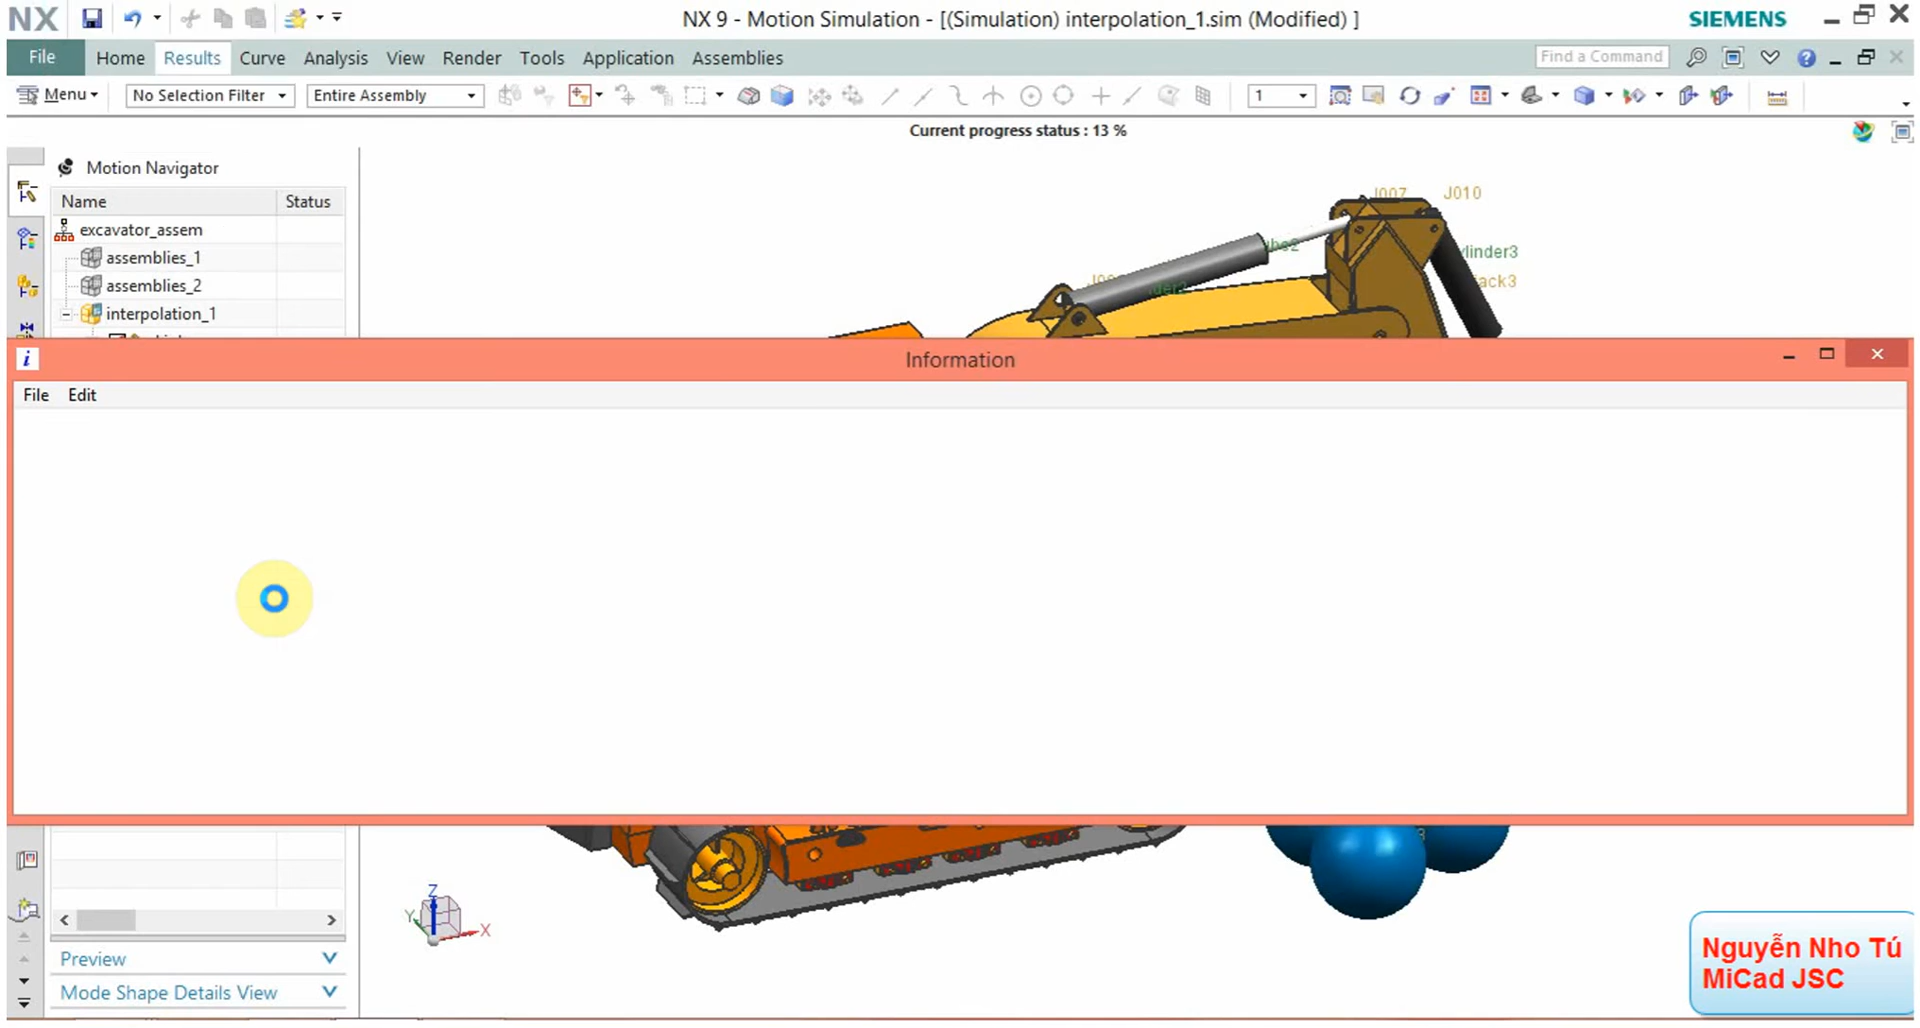 NX
NX 9 - Motion Simulation - [(Simulation) interpolation_1.sim (Modified) ]
SIEMENS
File
Home
Results
Curve
Analysis
View
Render
Tools
Application
Assemblies
Find a Command
Menu
No Selection Filter
Entire Assembly
1
Current progress status : 13 %
Motion Navigator
Name
Status
excavator_assem
assemblies_1
assemblies_2
interpolation_1
J007
J010
ylinder3
ack3
i
Information
File
Edit
Z
Y
X
Preview
Mode Shape Details View
Nguyễn Nho Tú
MiCad JSC